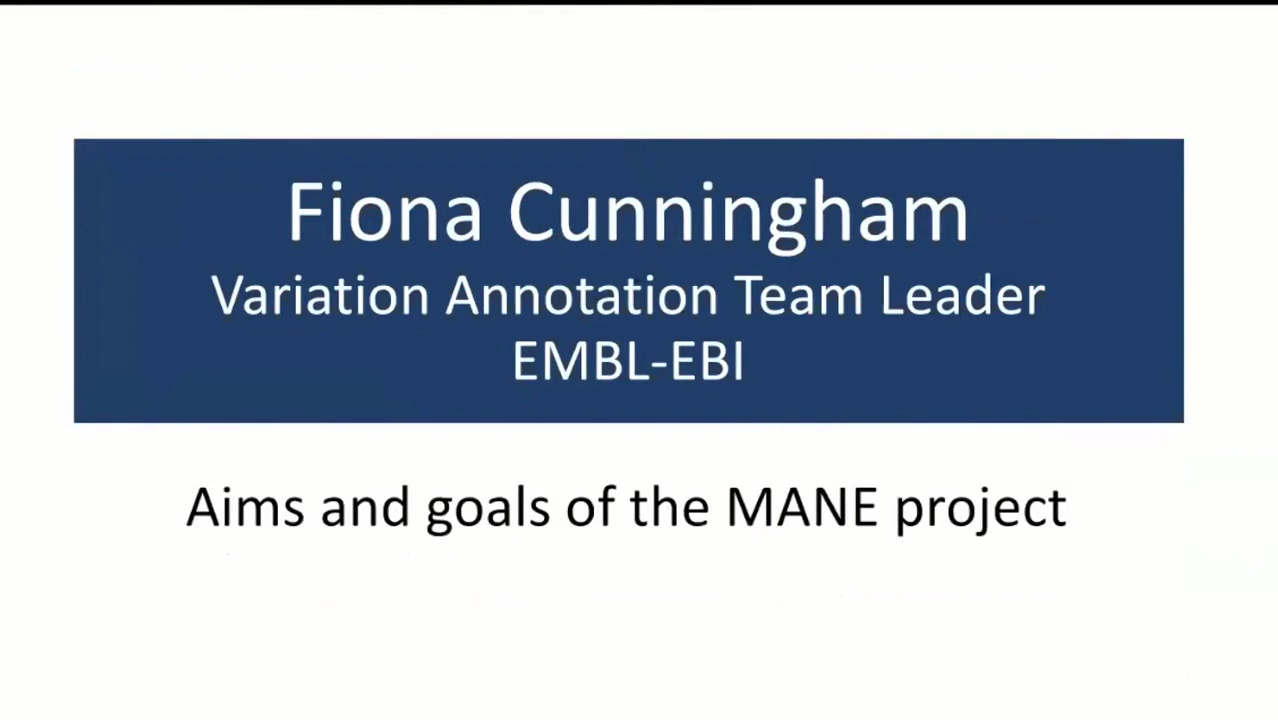 Fiona Cunningham
Variation Annotation Team Leader
EMBL-EBI
Aims and goals of the MANE project